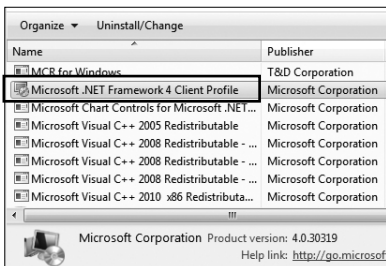 Organize Uninstall/Change
Name Publisher
MCR for Windows T&D Corporation
Microsoft .NET Framework 4 Client Profile Microsoft Corporation
Microsoft Chart Controls for Microsoft .NET... Microsoft Corporation
Microsoft Visual C++ 2005 Redistributable Microsoft Corporation
Microsoft Visual C++ 2008 Redistributable - ... Microsoft Corporation
Microsoft Visual C++ 2008 Redistributable - ... Microsoft Corporation
Microsoft Visual C++ 2008 Redistributable - ... Microsoft Corporation
Microsoft Visual C++ 2010 x86 Redistributa... Microsoft Corporation
Microsoft Corporation Product version: 4.0.30319
Help link: http://go.microsof